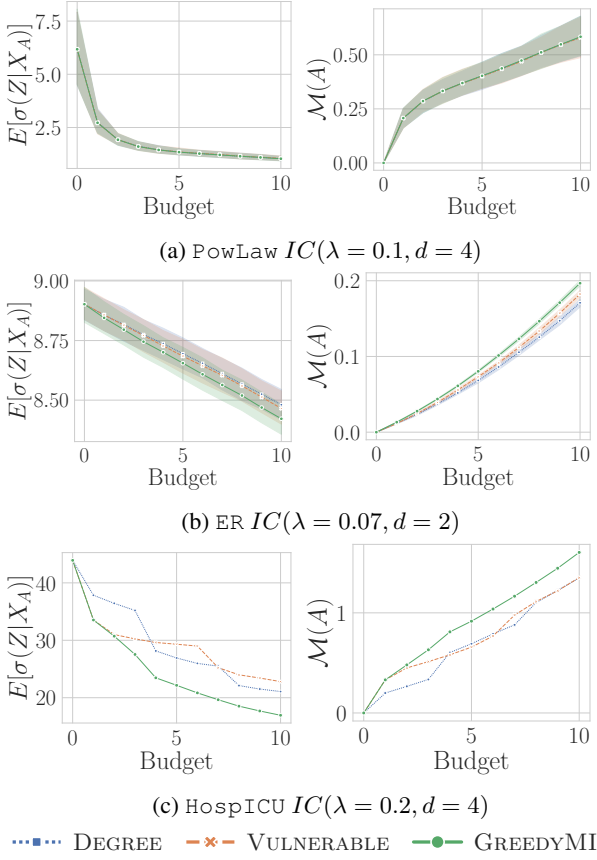 7.5
5.0
2.5
E[σ(Z|X_A)]
0 5 10
Budget
0.50
0.25
0.00
M(A)
0 5 10
Budget
(a) PowLaw IC(λ = 0.1, d = 4)
9.00
8.75
8.50
E[σ(Z|X_A)]
0 5 10
Budget
0.2
0.1
0.0
M(A)
0 5 10
Budget
(b) ER IC(λ = 0.07, d = 2)
40
30
20
E[σ(Z|X_A)]
0 5 10
Budget
1
0
M(A)
0 5 10
Budget
(c) HospICU IC(λ = 0.2, d = 4)
DEGREE VULNERABLE GREEDYMI